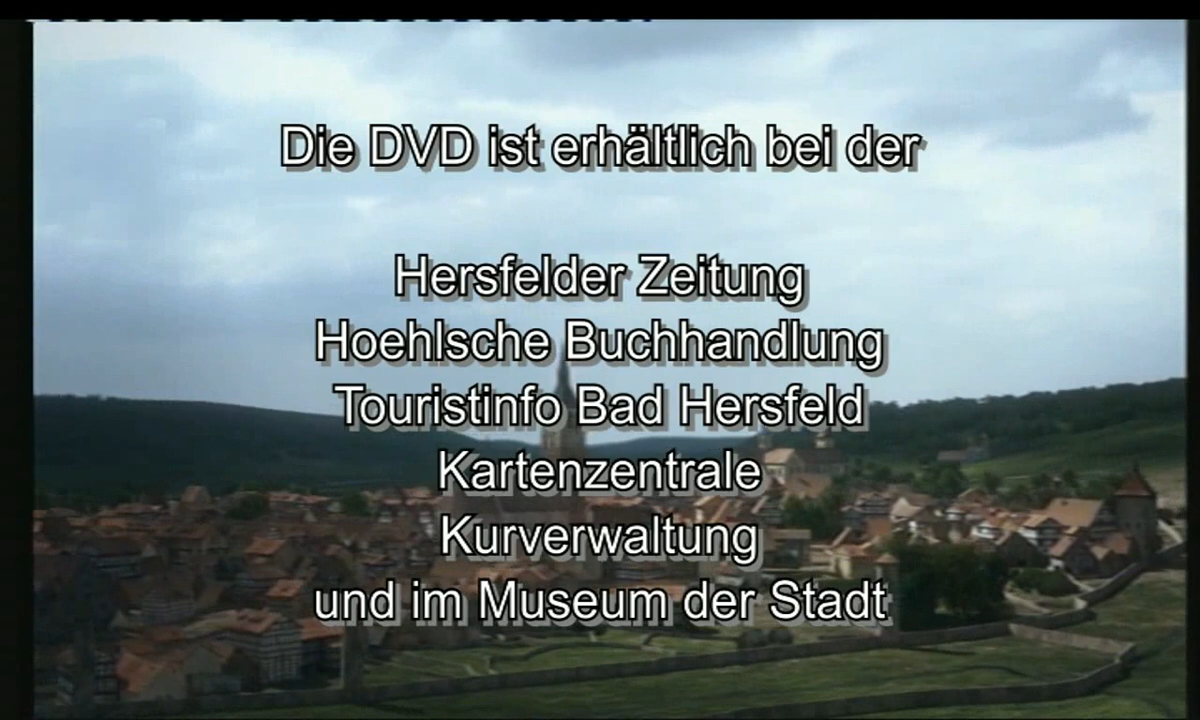 Die DVD ist erhältlich bei der
Hersfelder Zeitung
Hoehlsche Buchhandlung
Touristinfo Bad Hersfeld
Kartenzentrale
Kurverwaltung
und im Museum der Stadt